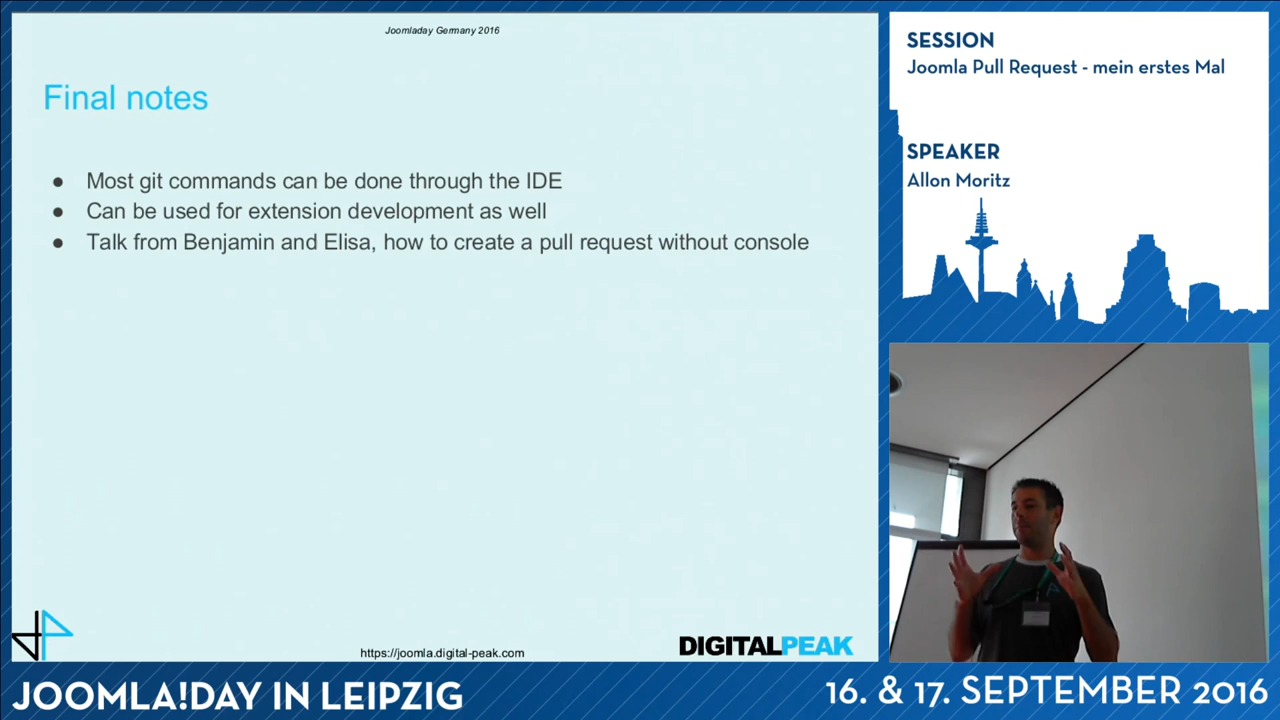 Joomladay Germany 2016
Final notes
● Most git commands can be done through the IDE
● Can be used for extension development as well
● Talk from Benjamin and Elisa, how to create a pull request without console
https://joomla.digital-peak.com
DIGITALPEAK
SESSION
Joomla Pull Request - mein erstes Mal
SPEAKER
Allon Moritz
JOOMLA!DAY IN LEIPZIG
16. & 17. SEPTEMBER 2016